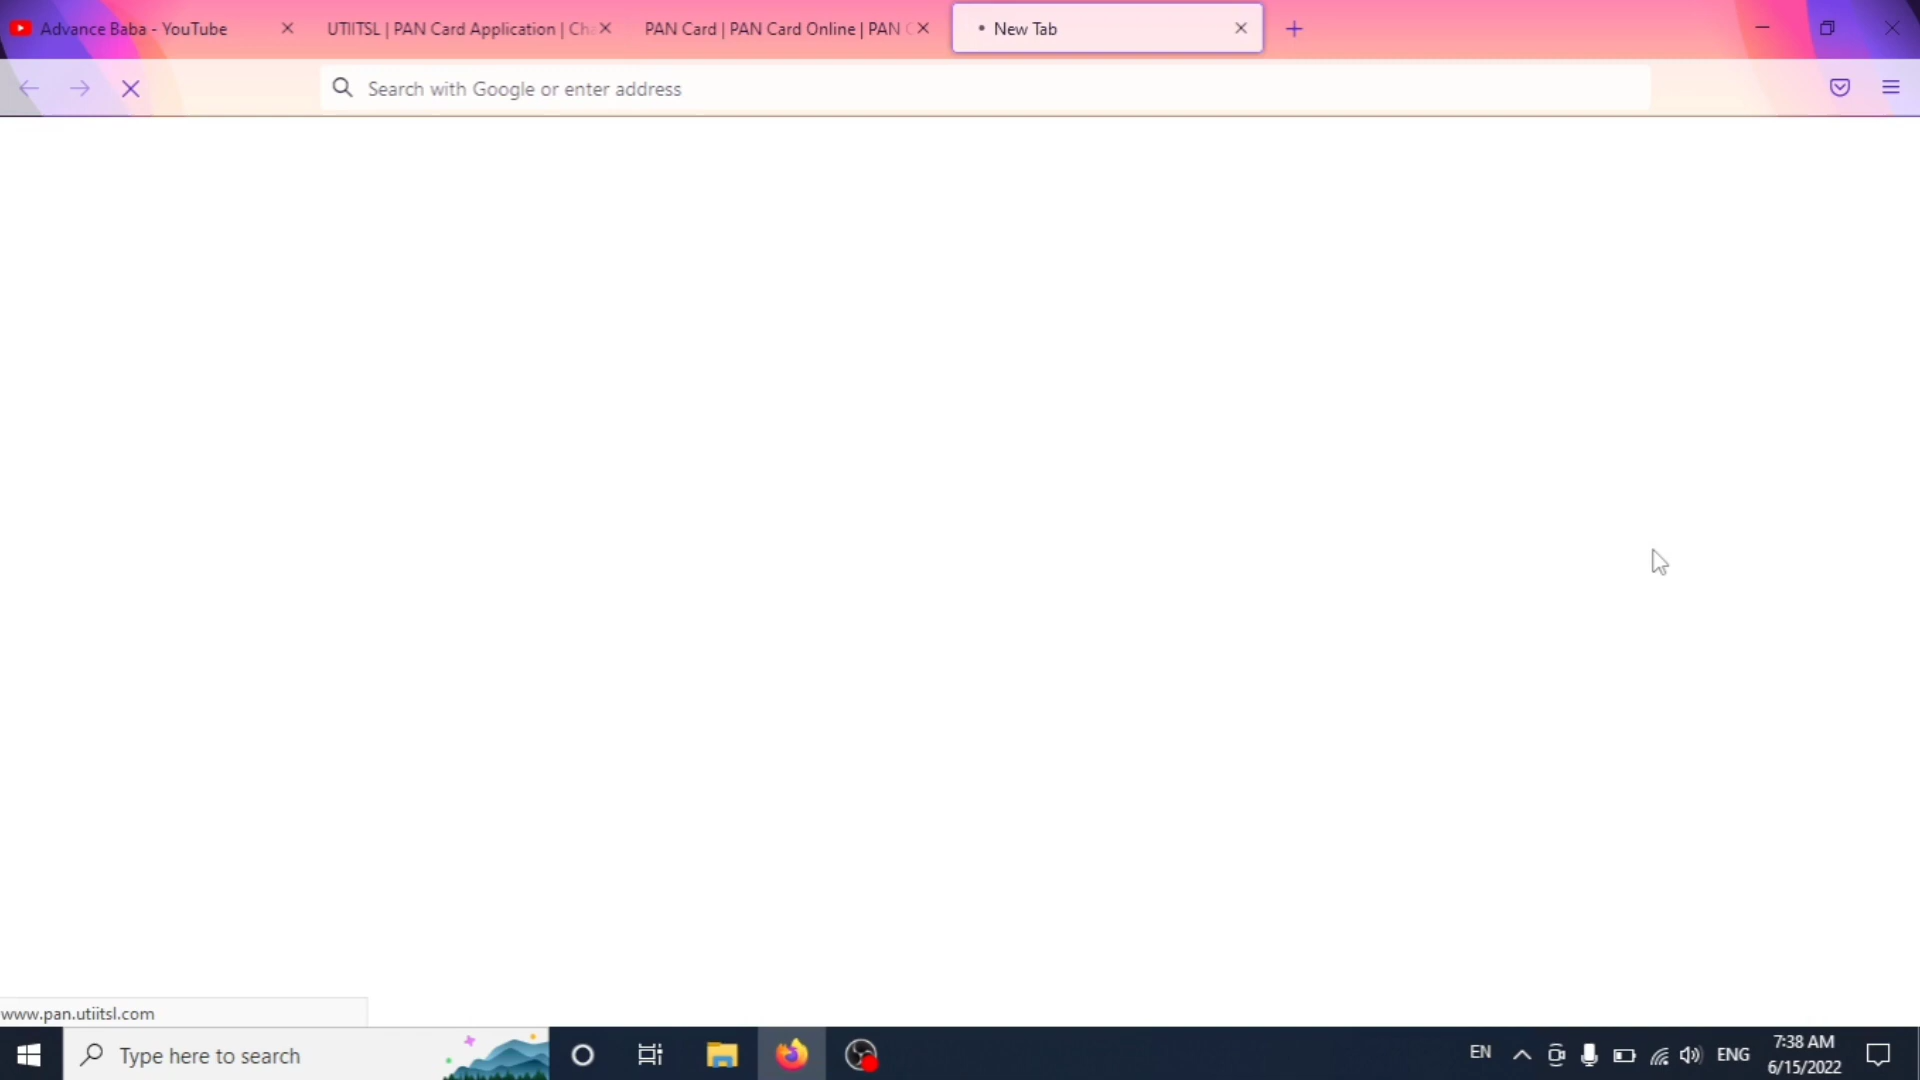 Advance Baba - YouTube
UTIITSL | PAN Card Application | Cha
PAN Card | PAN Card Online | PAN C
New Tab
Search with Google or enter address
www.pan.utiitsl.com
Type here to search
EN
ENG
7:38 AM
6/15/2022